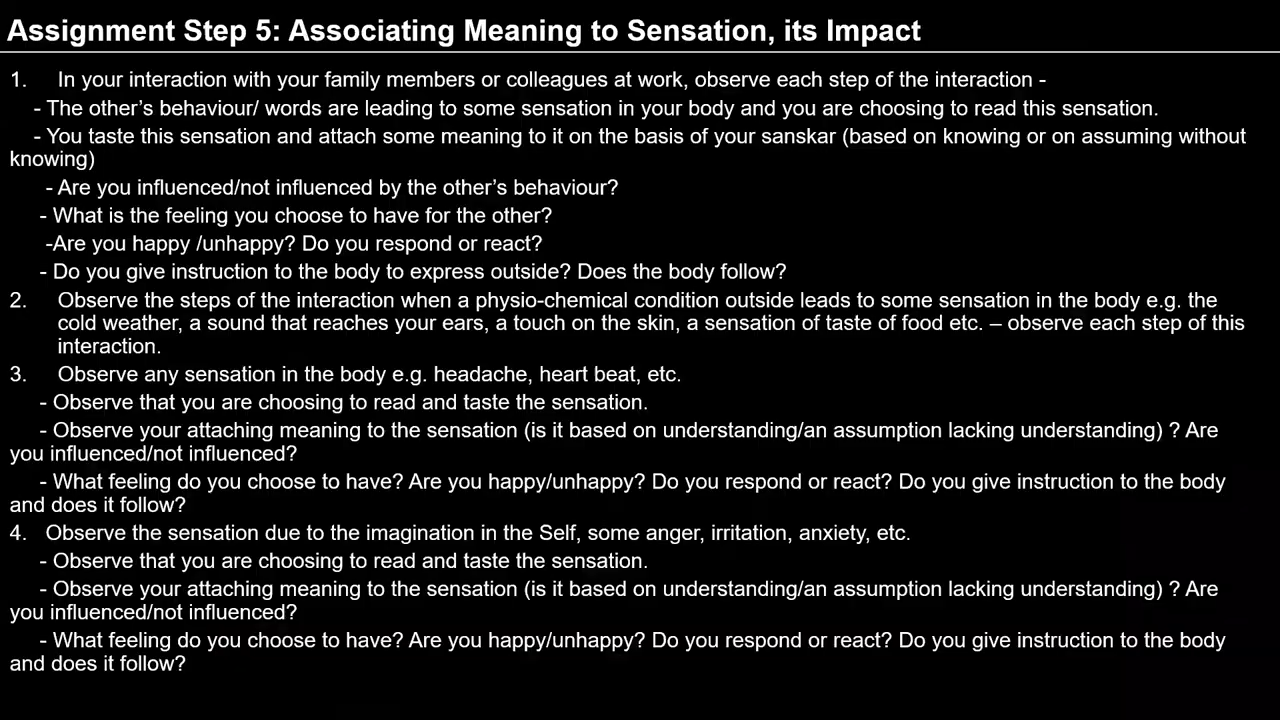 Assignment Step 5: Associating Meaning to Sensation, its Impact
1. In your interaction with your family members or colleagues at work, observe each step of the interaction -
- The other's behaviour/ words are leading to some sensation in your body and you are choosing to read this sensation.
- You taste this sensation and attach some meaning to it on the basis of your sanskar (based on knowing or on assuming without
knowing)
- Are you influenced/not influenced by the other's behaviour?
- What is the feeling you choose to have for the other?
-Are you happy /unhappy? Do you respond or react?
- Do you give instruction to the body to express outside? Does the body follow?
2. Observe the steps of the interaction when a physio-chemical condition outside leads to some sensation in the body e.g. the
cold weather, a sound that reaches your ears, a touch on the skin, a sensation of taste of food etc. – observe each step of this
interaction.
3. Observe any sensation in the body e.g. headache, heart beat, etc.
- Observe that you are choosing to read and taste the sensation.
- Observe your attaching meaning to the sensation (is it based on understanding/an assumption lacking understanding) ? Are
you influenced/not influenced?
- What feeling do you choose to have? Are you happy/unhappy? Do you respond or react? Do you give instruction to the body
and does it follow?
4. Observe the sensation due to the imagination in the Self, some anger, irritation, anxiety, etc.
- Observe that you are choosing to read and taste the sensation.
- Observe your attaching meaning to the sensation (is it based on understanding/an assumption lacking understanding) ? Are
you influenced/not influenced?
- What feeling do you choose to have? Are you happy/unhappy? Do you respond or react? Do you give instruction to the body
and does it follow?